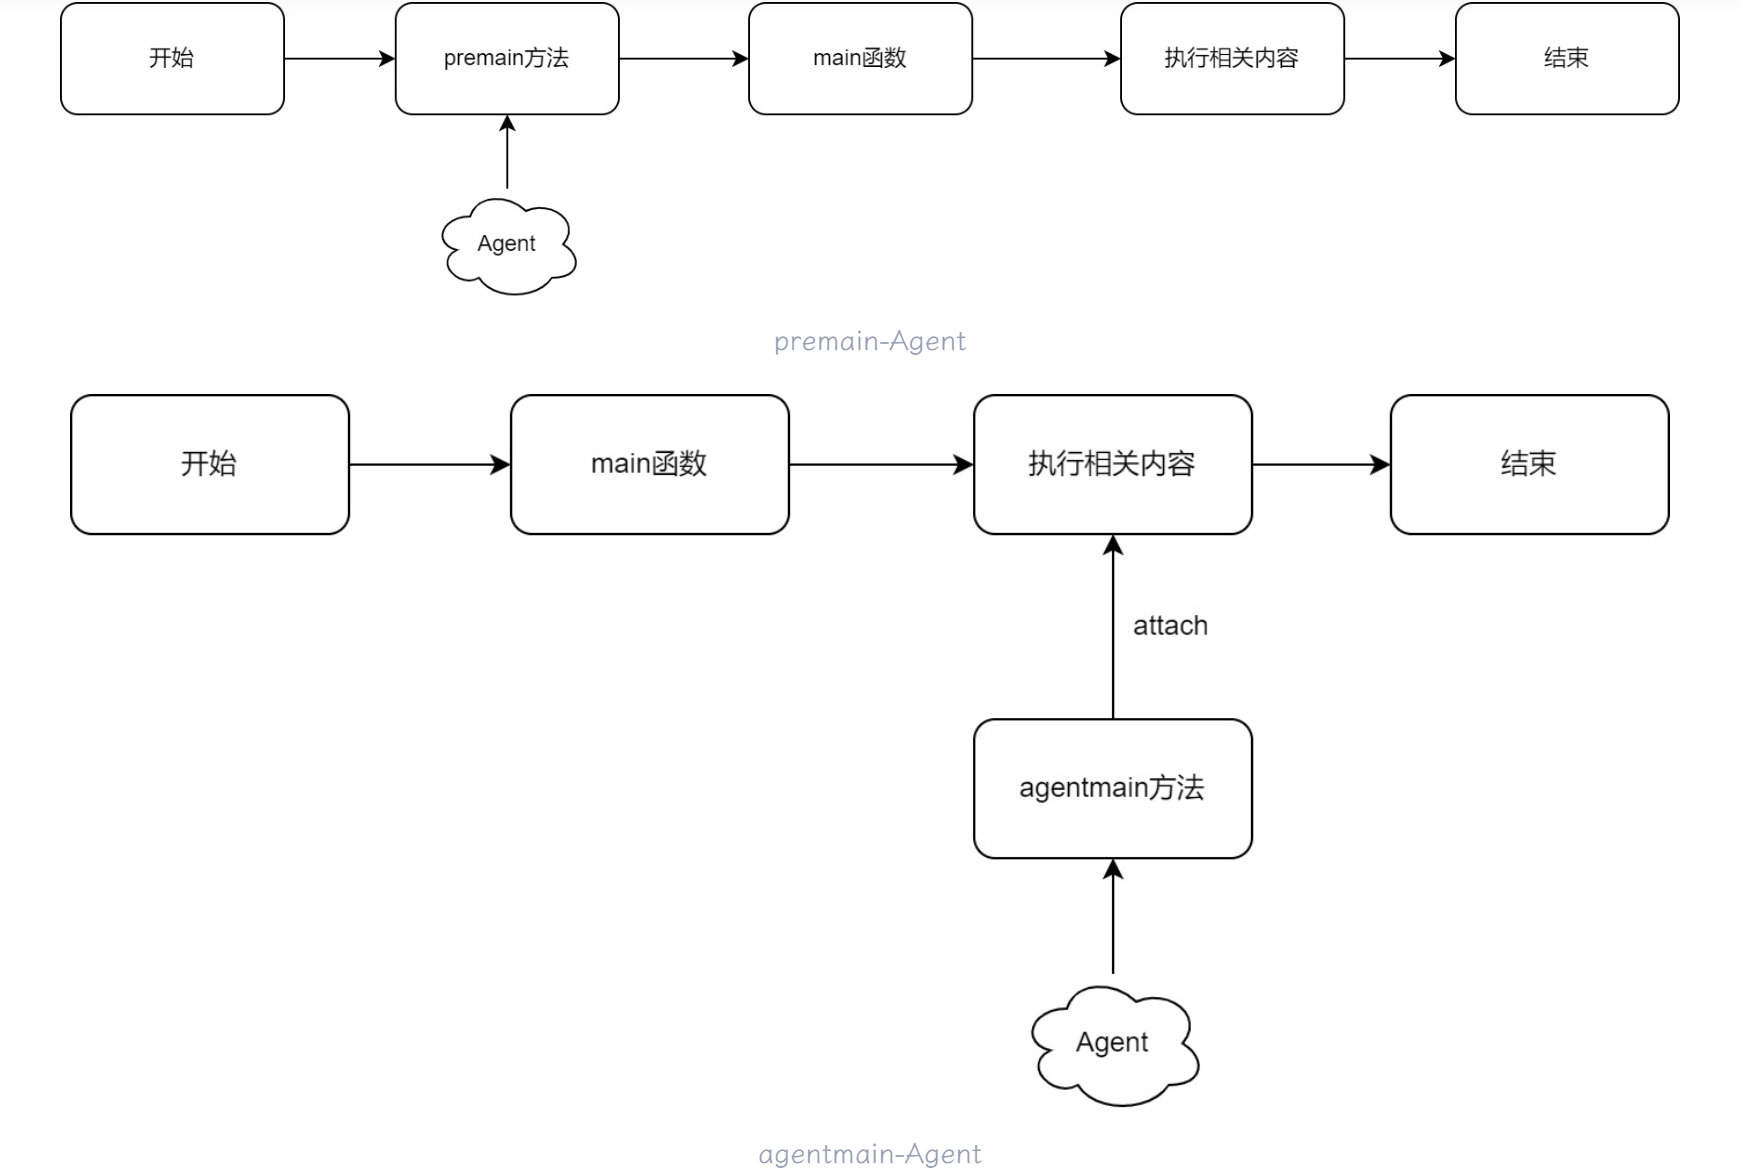 开始
premain方法
main函数
执行相关内容
结束
Agent
premain-Agent
开始
main函数
执行相关内容
结束
attach
agentmain方法
Agent
agentmain-Agent